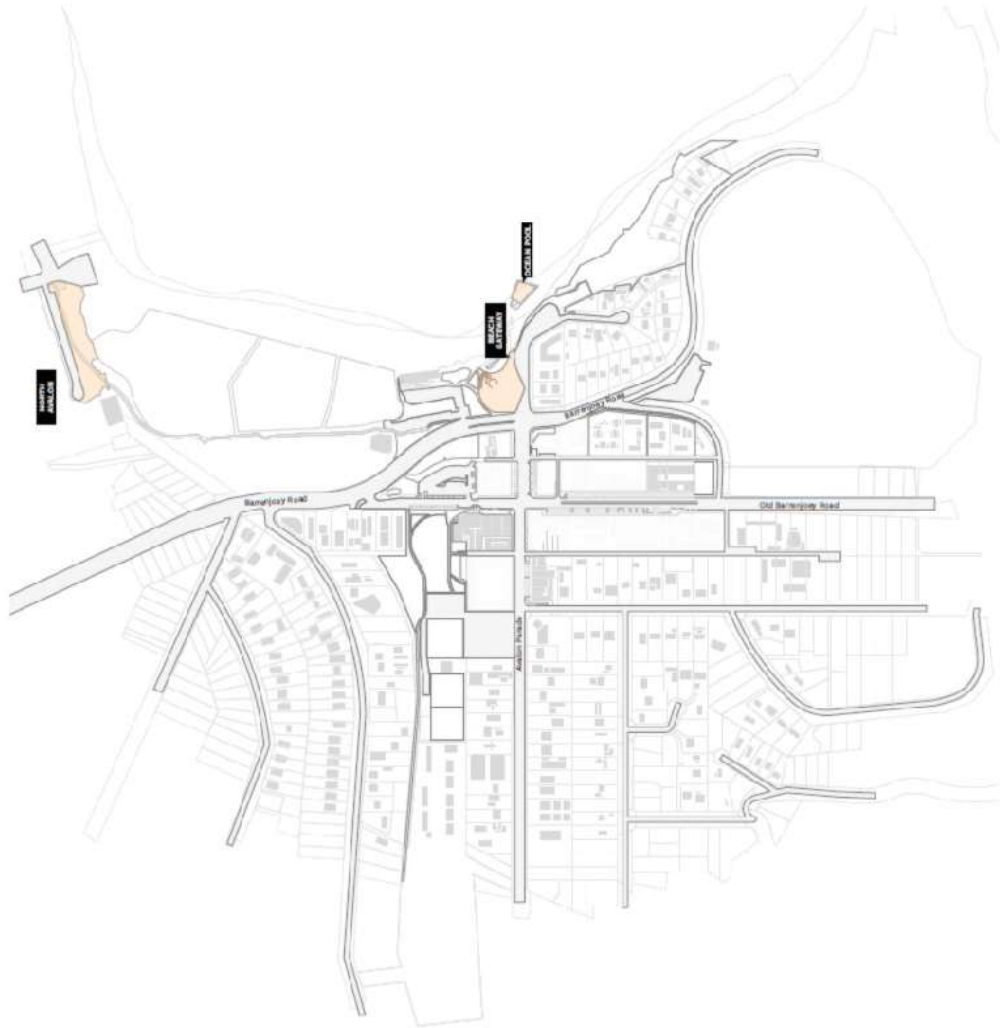 OCEAN POOL
BEACH
GATEWAY
NORTH
AVALON
Barrenjoey Road
Barrenjoey Road
Old Barrenjoey Road
Avalon Parade